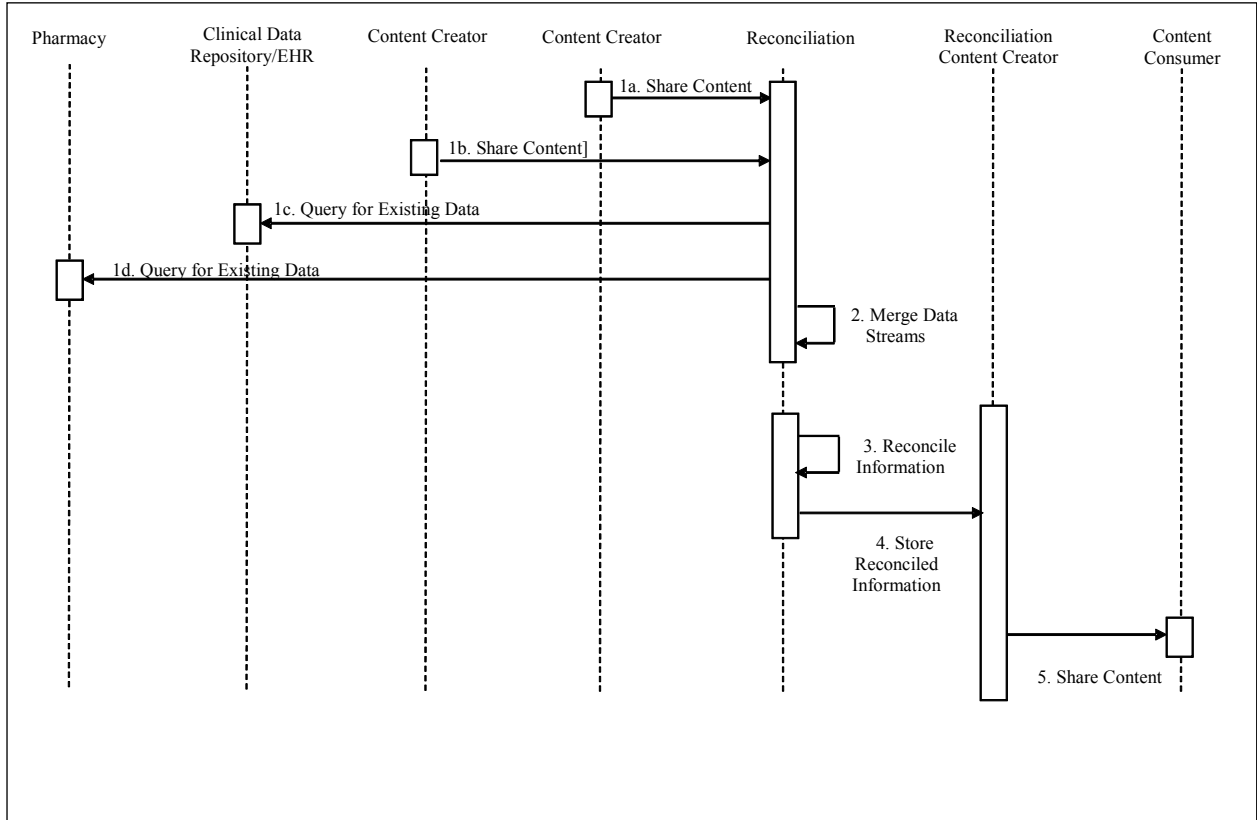 Pharmacy
Clinical Data
Repository/EHR
Content Creator
Content Creator
Reconciliation
Reconciliation
Content Creator
Content
Consumer
1a. Share Content
1b. Share Content]
1c. Query for Existing Data
1d. Query for Existing Data
2. Merge Data
Streams
3. Reconcile
Information
4. Store
Reconciled
Information
5. Share Content